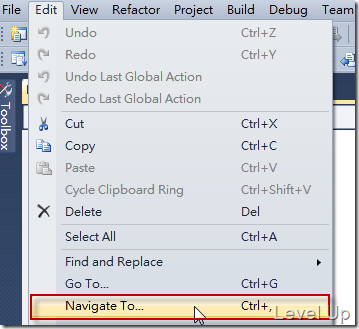 File Edit View Refactor Project Build Debug Team
Toolbox
Undo Ctrl+Z
Redo Ctrl+Y
Undo Last Global Action
Redo Last Global Action
Cut Ctrl+X
Copy Ctrl+C
Paste Ctrl+V
Cycle Clipboard Ring Ctrl+Shift+V
Delete Del
Select All Ctrl+A
Find and Replace
Go To... Ctrl+G
Navigate To... Ctrl+,
Level Up